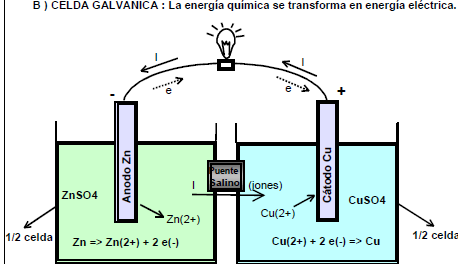 B ) CELDA GALVANICA : La energía química se transforma en energía eléctrica.
I
I
e
e
-
+
Anodo Zn
Cátodo Cu
Puente
Salino
I
(iones)
ZnSO4
Zn(2+)
Cu(2+)
CuSO4
1/2 celda
1/2 celda
Zn => Zn(2+) + 2 e(-)
Cu(2+) + 2 e(-) => Cu